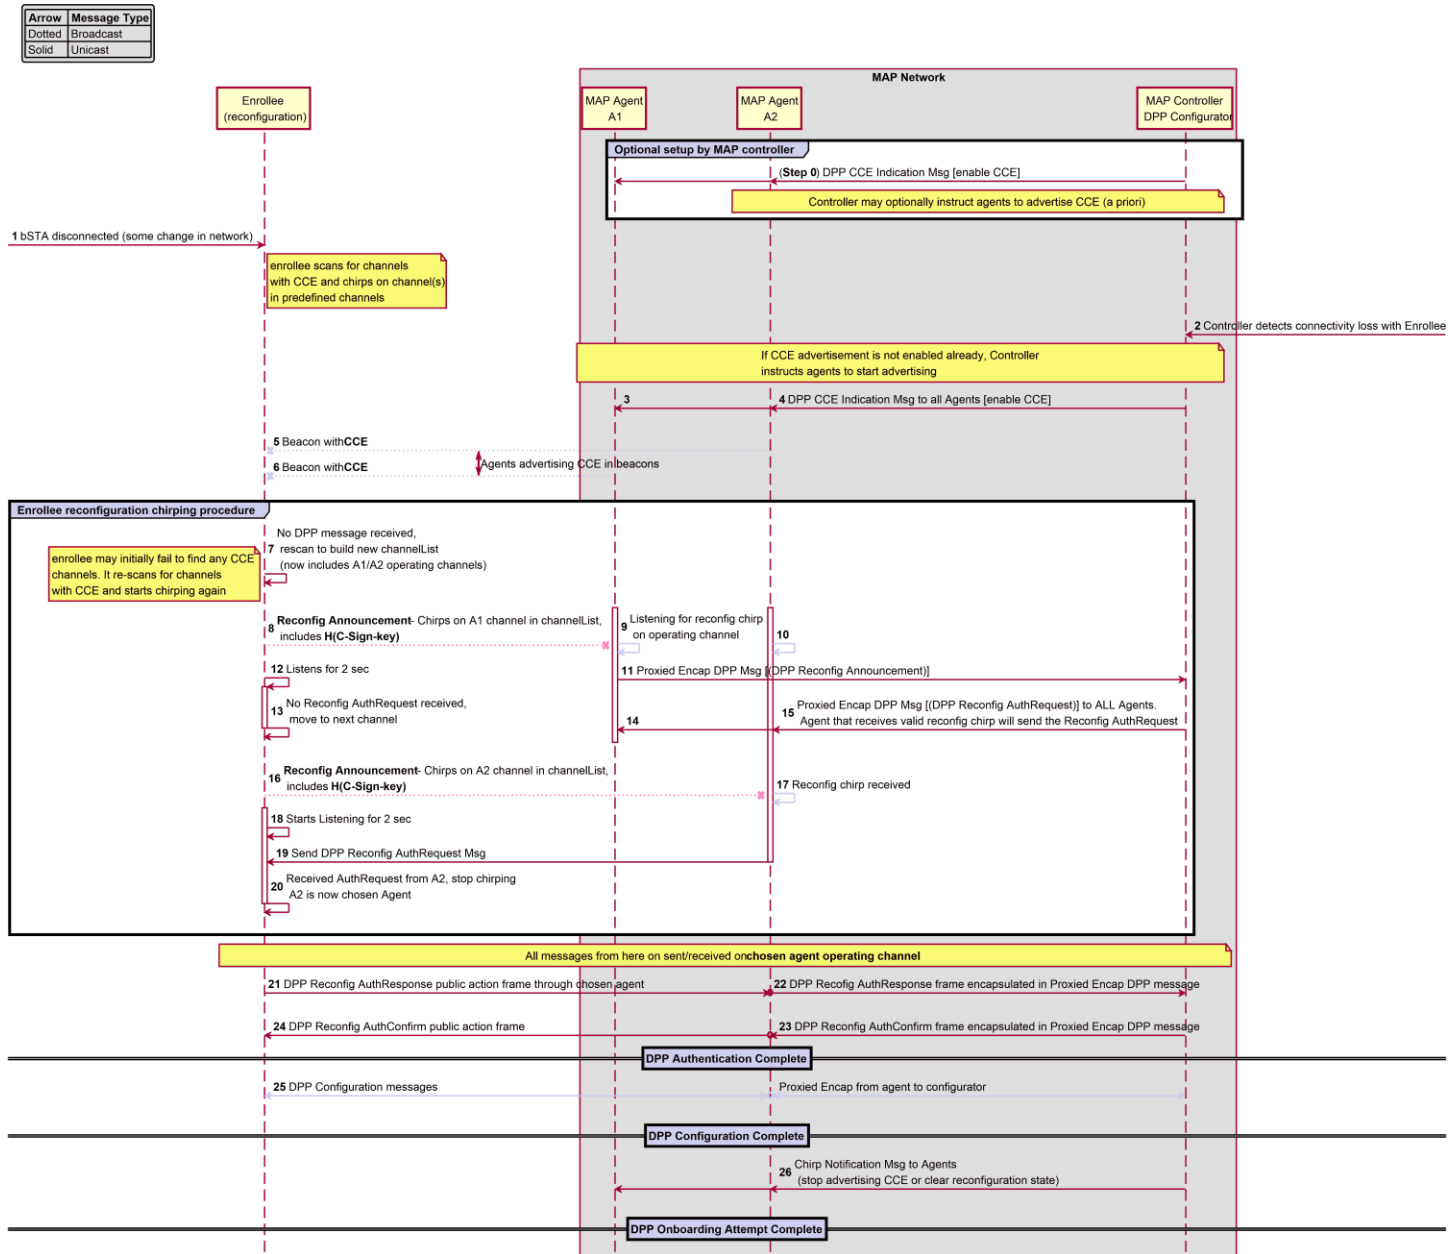 Arrow Message Type
Dotted Broadcast
Solid Unicast
MAP Network
Enrollee
(reconfiguration)
MAP Agent
A1
MAP Agent
A2
MAP Controller
DPP Configurator
Optional setup by MAP controller
(Step 0) DPP CCE Indication Msg [enable CCE]
Controller may optionally instruct agents to advertise CCE (a priori)
1 bSTA disconnected (some change in network)
enrollee scans for channels
with CCE and chirps on channel(s)
in predefined channels
2 Controller detects connectivity loss with Enrollee
If CCE advertisement is not enabled already, Controller
instructs agents to start advertising
3
4 DPP CCE Indication Msg to all Agents [enable CCE]
5 Beacon withCCE
Agents advertising CCE in beacons
6 Beacon withCCE
Enrollee reconfiguration chirping procedure
enrollee may initially fail to find any CCE
channels. It re-scans for channels
with CCE and starts chirping again
No DPP message received,
7 rescan to build new channelList
(now includes A1/A2 operating channels)
8 Reconfig Announcement- Chirps on A1 channel in channelList,
includes H(C-Sign-key)
9 Listening for reconfig chirp
on operating channel
10
12 Listens for 2 sec
11 Proxied Encap DPP Msg [(DPP Reconfig Announcement)]
13 No Reconfig AuthRequest received,
move to next channel
14
15 Proxied Encap DPP Msg [(DPP Reconfig AuthRequest)] to ALL Agents.
Agent that receives valid reconfig chirp will send the Reconfig AuthRequest
16 Reconfig Announcement- Chirps on A2 channel in channelList,
includes H(C-Sign-key)
17 Reconfig chirp received
18 Starts Listening for 2 sec
19 Send DPP Reconfig AuthRequest Msg
20 Received AuthRequest from A2, stop chirping
A2 is now chosen Agent
All messages from here on sent/received onchosen agent operating channel
21 DPP Reconfig AuthResponse public action frame through chosen agent
22 DPP Recofig AuthResponse frame encapsulated in Proxied Encap DPP message
24 DPP Reconfig AuthConfirm public action frame
23 DPP Reconfig AuthConfirm frame encapsulated in Proxied Encap DPP message
DPP Authentication Complete
25 DPP Configuration messages
Proxied Encap from agent to configurator
DPP Configuration Complete
26 Chirp Notification Msg to Agents
(stop advertising CCE or clear reconfiguration state)
DPP Onboarding Attempt Complete